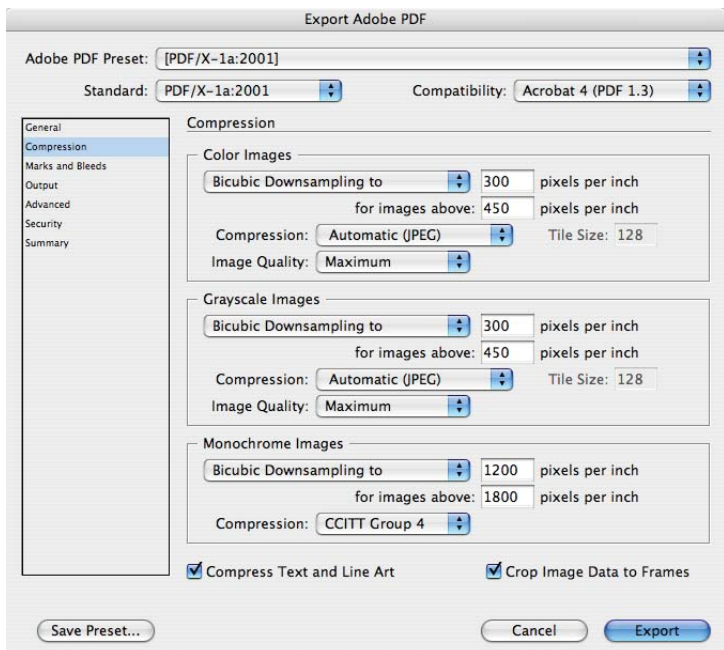 Export Adobe PDF
Adobe PDF Preset: [PDF/X-1a:2001]
Standard: PDF/X-1a:2001 Compatibility: Acrobat 4 (PDF 1.3)
General
Compression
Marks and Bleeds
Output
Advanced
Security
Summary
Compression
Color Images
Bicubic Downsampling to 300 pixels per inch
for images above: 450 pixels per inch
Compression: Automatic (JPEG) Tile Size: 128
Image Quality: Maximum
Grayscale Images
Bicubic Downsampling to 300 pixels per inch
for images above: 450 pixels per inch
Compression: Automatic (JPEG) Tile Size: 128
Image Quality: Maximum
Monochrome Images
Bicubic Downsampling to 1200 pixels per inch
for images above: 1800 pixels per inch
Compression: CCITT Group 4
Compress Text and Line Art Crop Image Data to Frames
Save Preset... Cancel Export